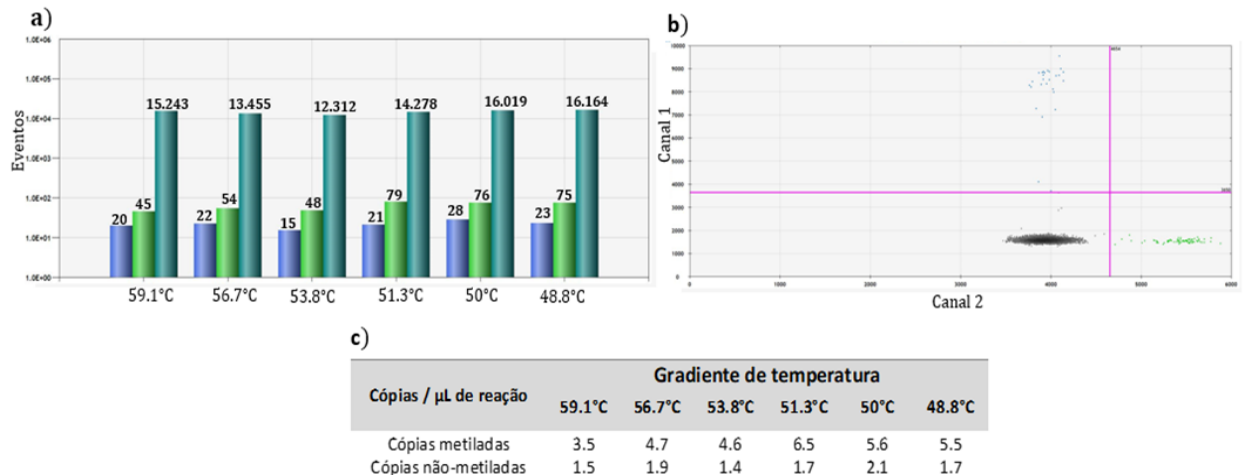 a)
Eventos
1.0E+06
1.0E+05
1.0E+04
1.0E+03
1.0E+02
1.0E+01
1.0E+00
20 45 15.243
22 54 13.455
15 48 12.312
21 79 14.278
28 76 16.019
23 75 16.164
59.1°C 56.7°C 53.8°C 51.3°C 50°C 48.8°C
b)
Canal 1
10000
9000
8000
7000
6000
5000
4000
3000
2000
1000
0
0 1000 2000 3000 4000 5000 6000
Canal 2
c)
Cópias / µL de reação
Gradiente de temperatura
59.1°C 56.7°C 53.8°C 51.3°C 50°C 48.8°C
Cópias metiladas 3.5 4.7 4.6 6.5 5.6 5.5
Cópias não-metiladas 1.5 1.9 1.4 1.7 2.1 1.7